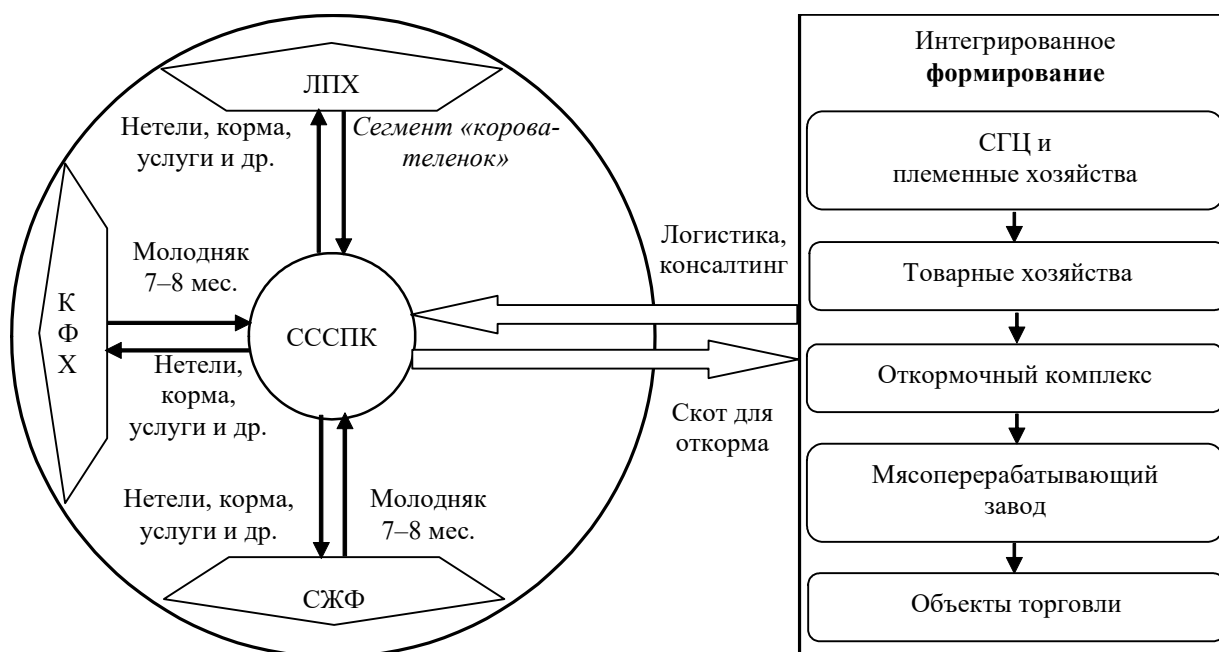 ЛПХ
Нетели, корма,
услуги и др.
Сегмент «корова-
теленок»
Молодняк
7–8 мес.
К
Ф
Х
СССПК
Нетели,
корма,
услуги и др.
Нетели, корма,
услуги и др.
Молодняк
7–8 мес.
СЖФ
Логистика,
консалтинг
Скот для
откорма
Интегрированное
формирование
СГЦ и
племенные хозяйства
Товарные хозяйства
Откормочный комплекс
Мясоперерабатывающий
завод
Объекты торговли